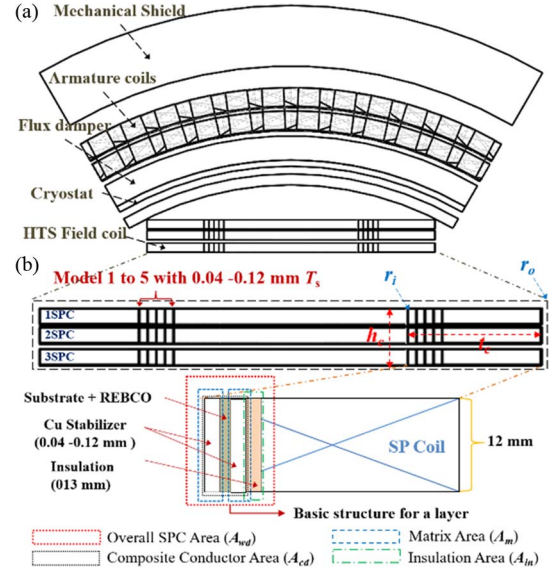 (a)
Mechanical Shield
Armature coils
Flux damper
Cryostat
HTS Field coil
(b)
Model 1 to 5 with 0.04 -0.12 mm Ts
ri
ro
1SPC
2SPC
3SPC
hc
tc
Substrate + REBCO
Cu Stabilizer
(0.04 -0.12 mm )
Insulation
(013 mm)
SP Coil
12 mm
Basic structure for a layer
Overall SPC Area (Awd)
Matrix Area (Am)
Composite Conductor Area (Acd)
Insulation Area (Ain)